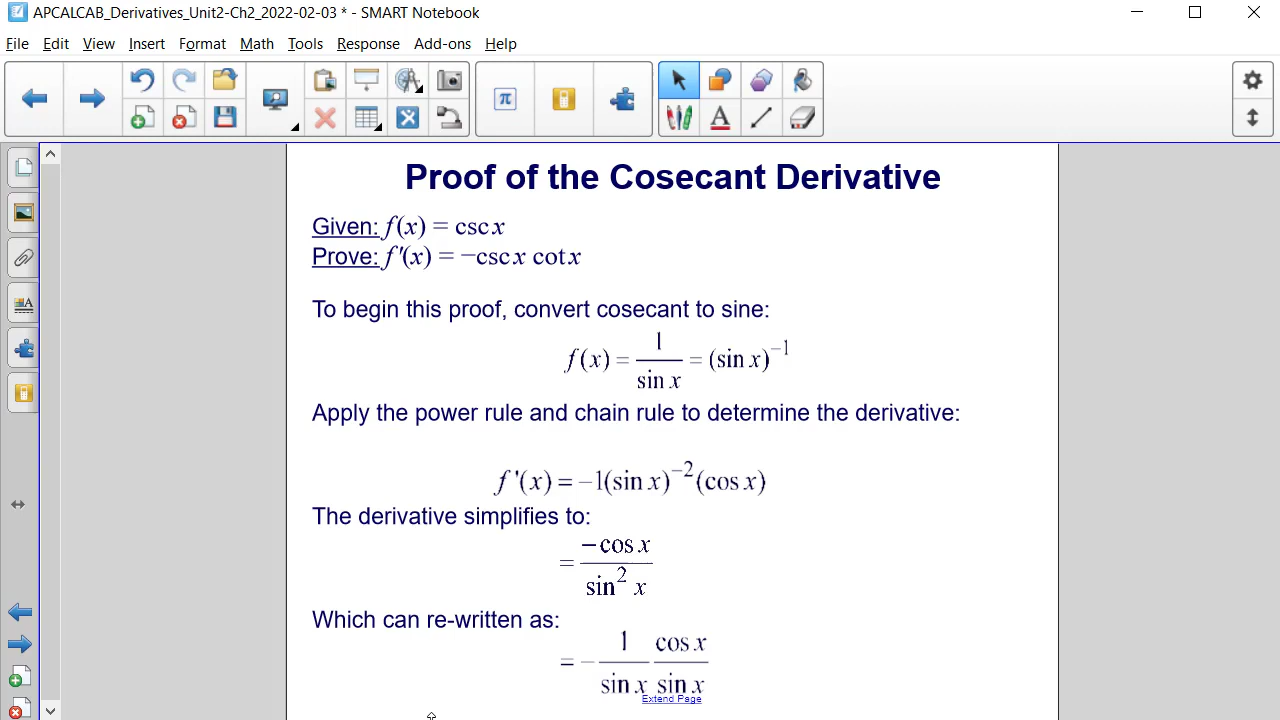 APCALCAB_Derivatives_Unit2-Ch2_2022-02-03 * - SMART Notebook
File Edit View Insert Format Math Tools Response Add-ons Help
Proof of the Cosecant Derivative
Given: f(x) = csc x
Prove: f'(x) = −csc x cot x
To begin this proof, convert cosecant to sine:
f(x) = 1/sin x = (sin x)^−1
Apply the power rule and chain rule to determine the derivative:
f'(x) = −1(sin x)^−2(cos x)
The derivative simplifies to:
= −cos x/sin^2 x
Which can re-written as:
= − 1/sin x cos x/sin x
Extend Page